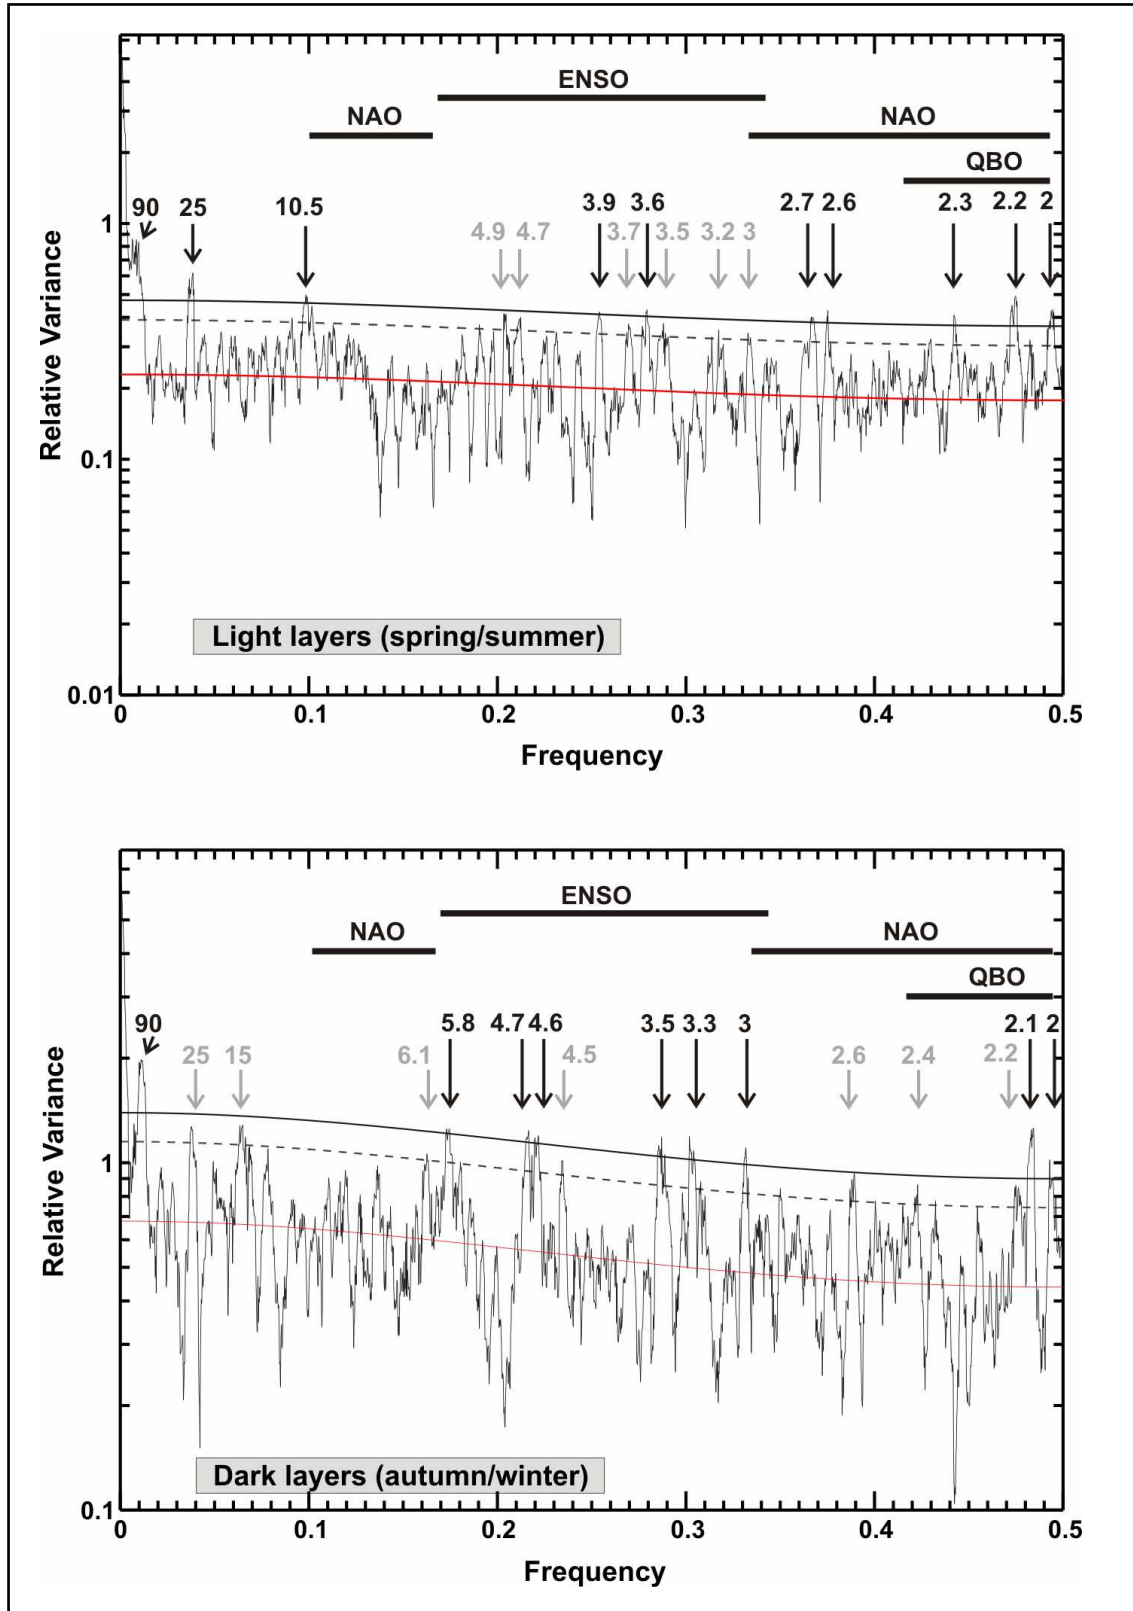 ENSO
NAO NAO
QBO
90 25 10.5 3.9 3.6 2.7 2.6 2.3 2.2 2
4.9 4.7 3.7 3.5 3.2 3
1
0.1
0.01
Relative Variance
Light layers (spring/summer)
0 0.1 0.2 0.3 0.4 0.5
Frequency
ENSO
NAO NAO
QBO
90 5.8 4.7 4.6 3.5 3.3 3 2.1 2
25 15 6.1 4.5 2.6 2.4 2.2
1
0.1
Relative Variance
Dark layers (autumn/winter)
0 0.1 0.2 0.3 0.4 0.5
Frequency